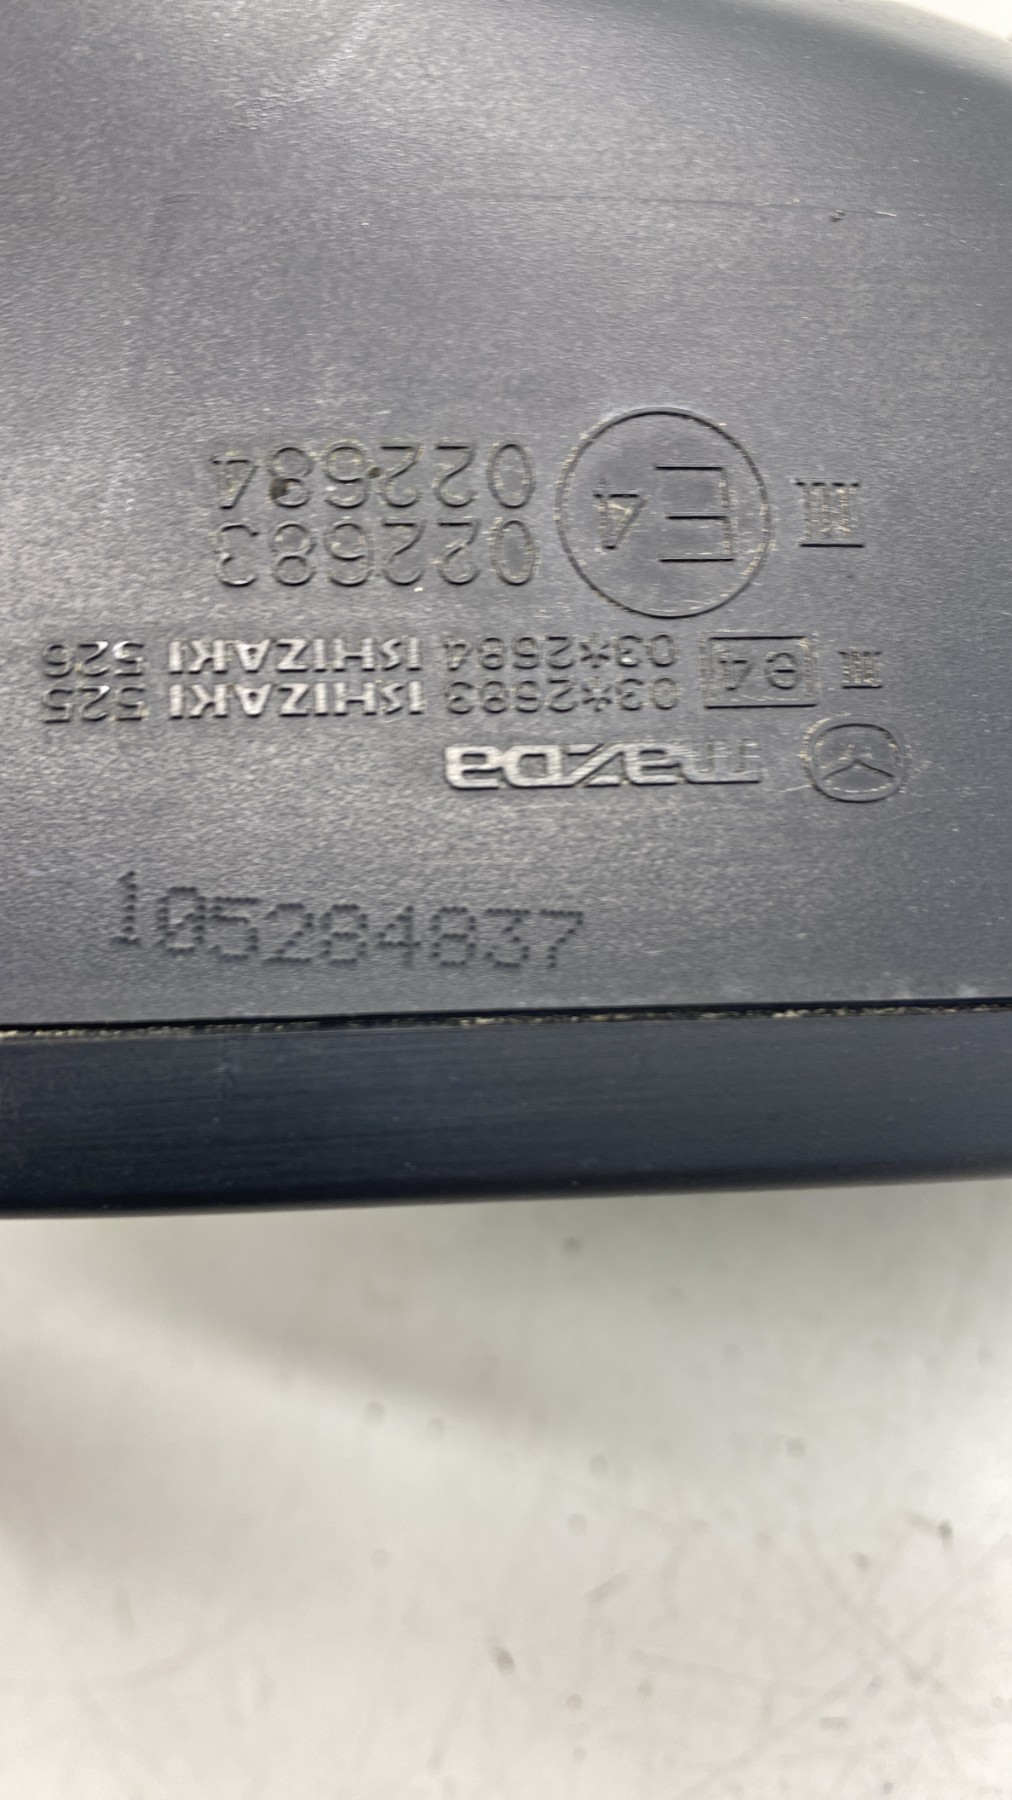 mazda
III e4 03*2683 ISHIZAKI 525
03*2684 ISHIZAKI 526
III E4 022683
022684
105284837